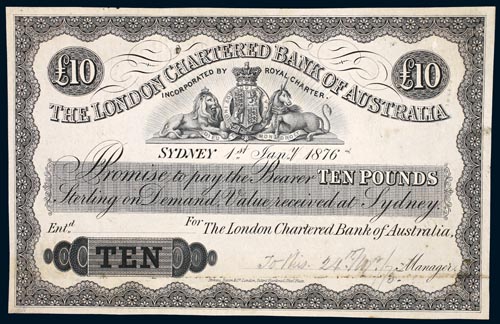 £10 £10
THE LONDON CHARTERED BANK OF AUSTRALIA
INCORPORATED BY ROYAL CHARTER.
SYDNEY 1st Jany 1876
Promise to pay the Bearer TEN POUNDS
Sterling on Demand, Value received at Sydney.
For The London Chartered Bank of Australia,
Entd
TEN
Manager